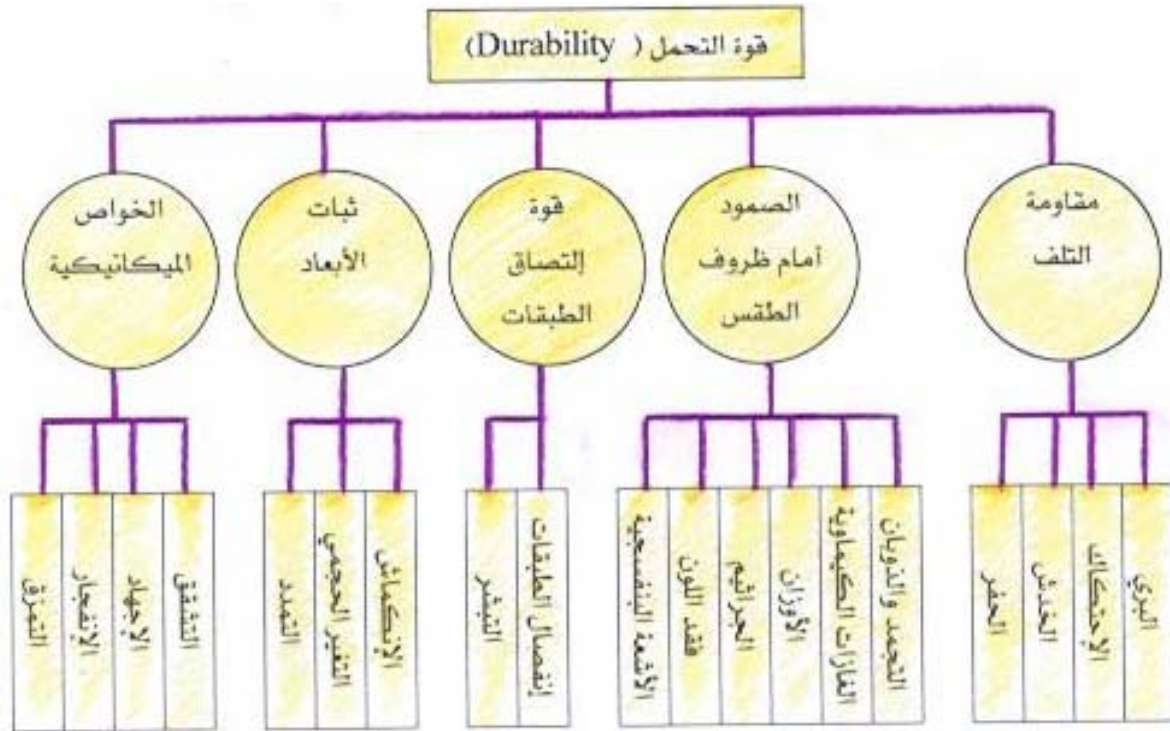 قوة التحمل ( Durability)
مقاومة
التلف
الصمود
أمام ظروف
الطقس
قوة
إلتصاق
الطبقات
ثبات
الأبعاد
الخواص
الميكانيكية
البري
الإحتكاك
الخدش
الحفر
التجمد والذوبان
الغازات الكيماوية
الأوزان
الجراثيم
فقد اللون
الأشعة البنفسجية
إنفصال الطبقات
التبشر
الإنكماش
التغير الحجمي
التمدد
التشقق
الإجهاد
الإنفجار
التمزق